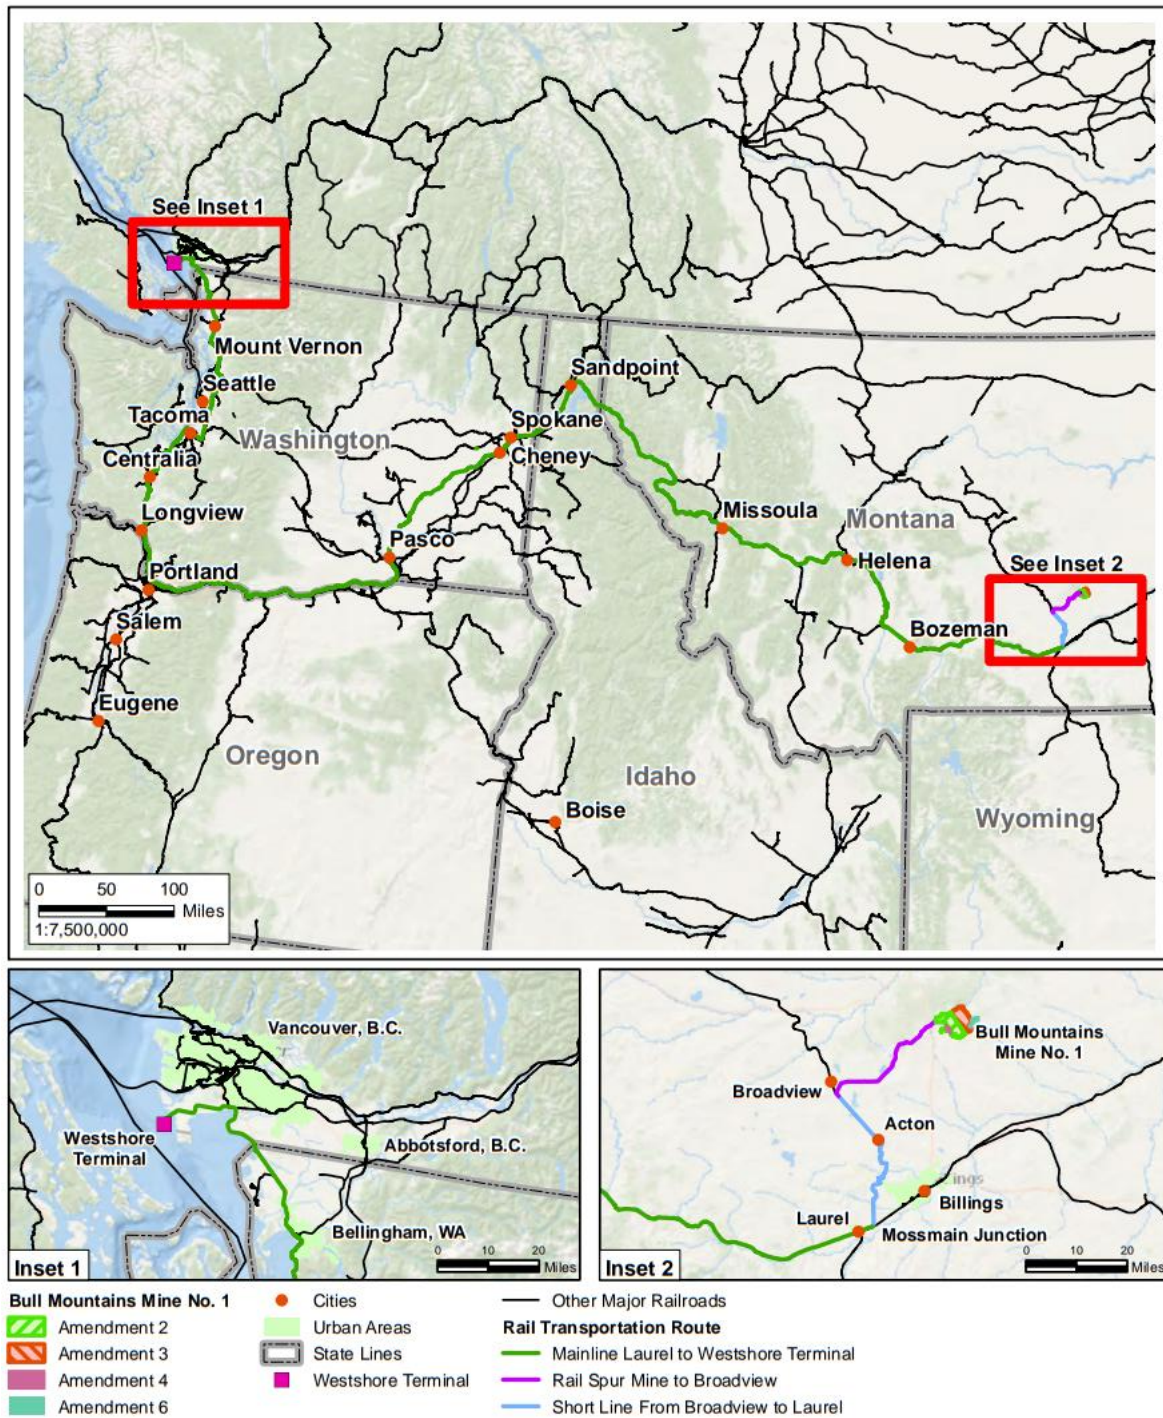 See Inset 1
Mount Vernon
Seattle
Tacoma
Washington
Centralia
Longview
Portland
Salem
Eugene
Oregon
Sandpoint
Spokane
Cheney
Pasco
Missoula
Montana
Helena
See Inset 2
Bozeman
Idaho
Boise
Wyoming
0 50 100
Miles
1:7,500,000
Vancouver, B.C.
Westshore
Terminal
Abbotsford, B.C.
Bellingham, WA
0 10 20
Miles
Inset 1
Bull Mountains
Mine No. 1
Broadview
Acton
ings
Billings
Laurel
Mossmain Junction
0 10 20
Miles
Inset 2
Bull Mountains Mine No. 1
Amendment 2
Amendment 3
Amendment 4
Amendment 6
Cities
Urban Areas
State Lines
Westshore Terminal
Other Major Railroads
Rail Transportation Route
Mainline Laurel to Westshore Terminal
Rail Spur Mine to Broadview
Short Line From Broadview to Laurel